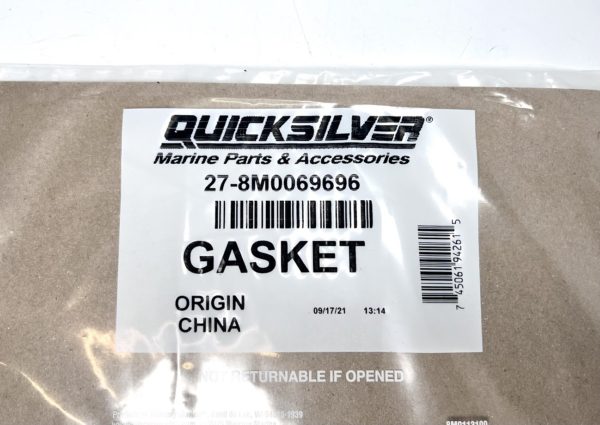 QUICKSILVER®
Marine Parts & Accessories
27-8M0069696
GASKET
ORIGIN
CHINA
09/17/21 13:14
7 45061 94261 5
NOT RETURNABLE IF OPENED